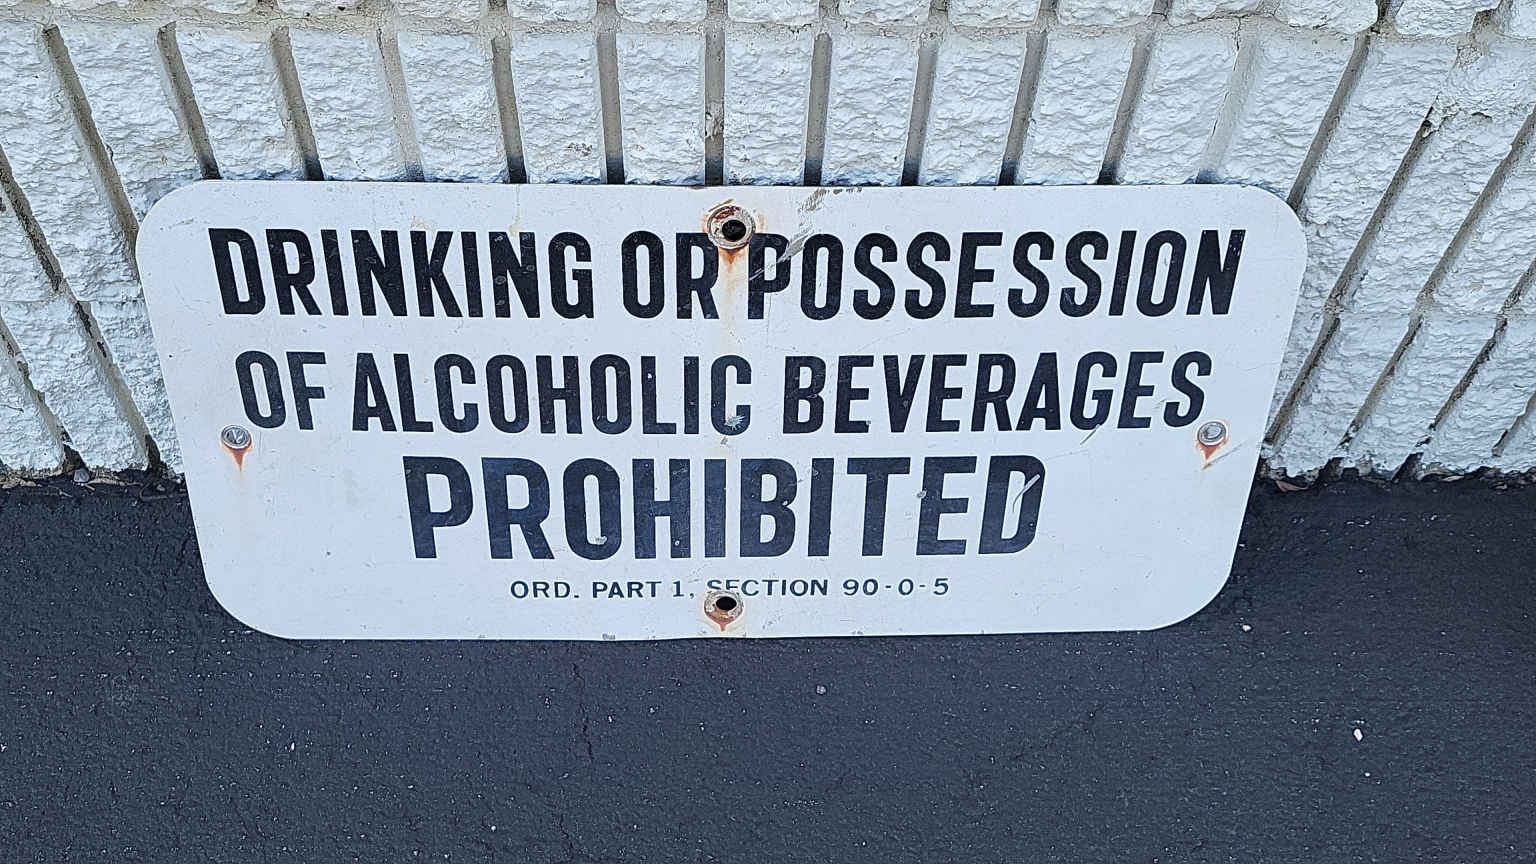 DRINKING OR POSSESSION
OF ALCOHOLIC BEVERAGES
PROHIBITED
ORD. PART 1, SECTION 90-0-5